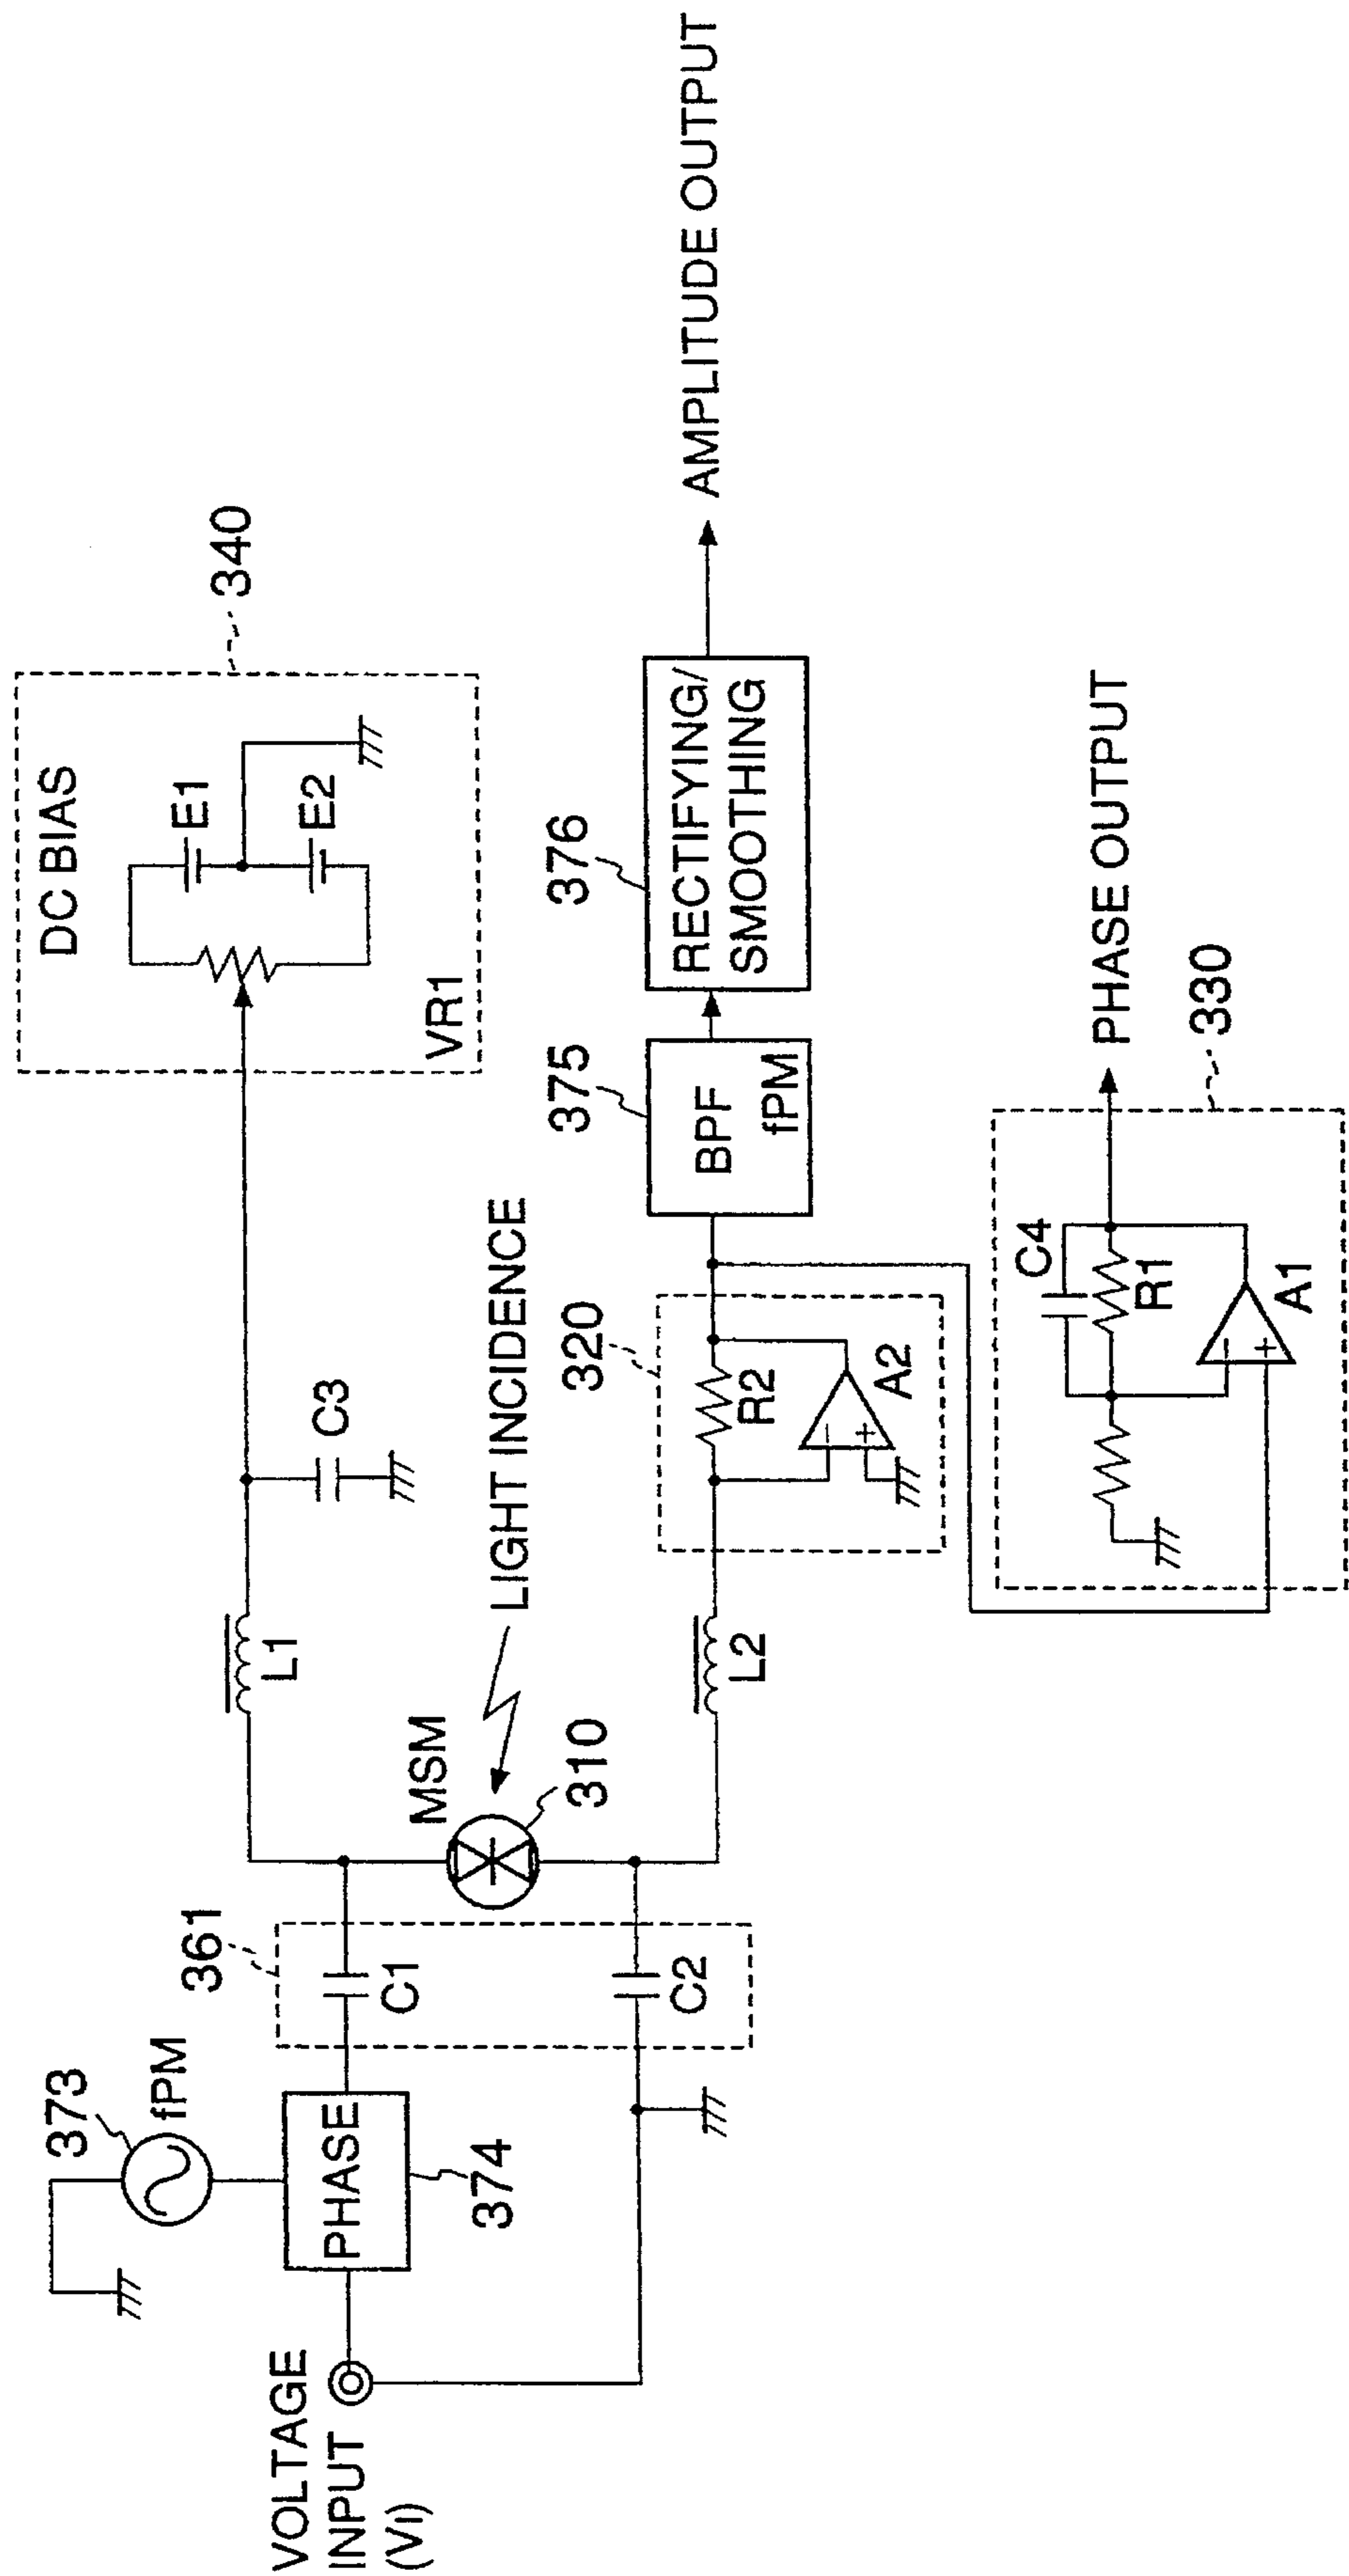 VOLTAGE
INPUT
(VI)
373
fPM
PHASE
374
361
C1
C2
MSM
310
LIGHT INCIDENCE
L1
L2
C3
DC BIAS
E1
E2
VR1
340
320
R2
−
+
A2
375
BPF
fPM
376
RECTIFYING/
SMOOTHING
AMPLITUDE OUTPUT
C4
R1
−
+
A1
PHASE OUTPUT
330